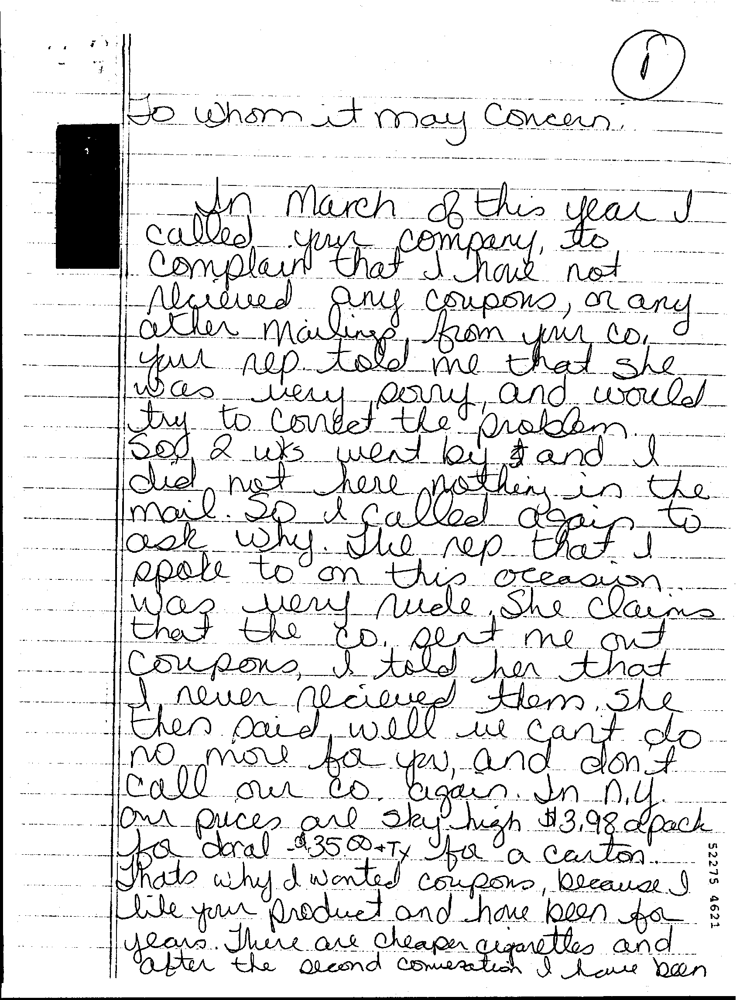 1
To whom it may concern.
In March of this year I
called your company, to
complain that I have not
recieved any coupons, or any
other mailings from your co.
your rep told me that she
was very sorry, and would
try to correct the problem.
So 2 wks went by and I
did not here nothing in the
mail. So I called again to
ask why. The rep that I
spoke to on this occasion
was very rude. She claims
that the co. sent me out
coupons, I told her that
I never recieved them. She
then said, well we cant do
no more for you, and don't
call our co. again. In N.Y.
our prices are sky high $3.98 a pack
for doral $35.00+TX for a carton.
Thats why I wanted coupons, because I
like your product and have been for
years. There are cheaper cigarettes and
after the second conversation I have been
52275 4621